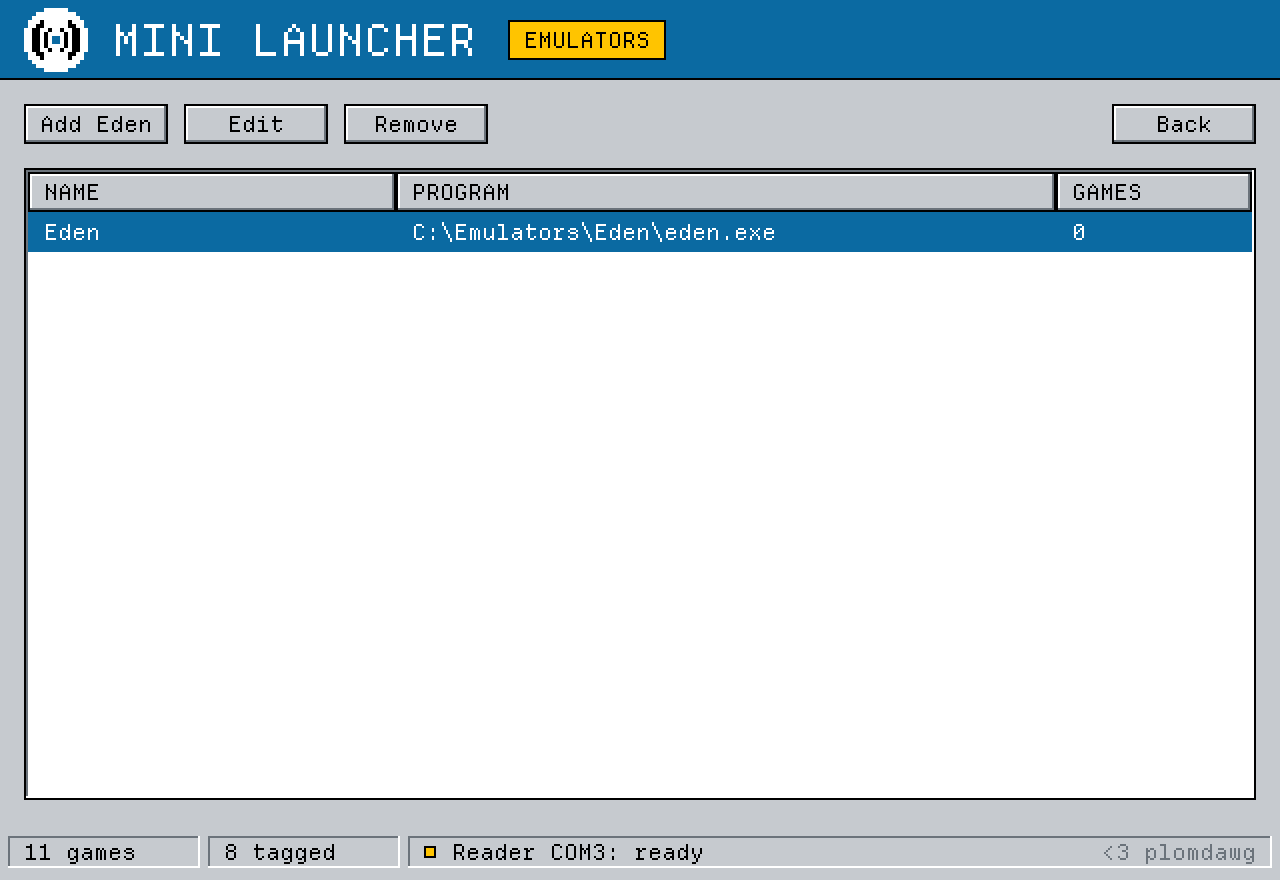 MINI LAUNCHER EMULATORS
Add Eden Edit Remove Back
NAME PROGRAM GAMES
Eden C:\Emulators\Eden\eden.exe 0
11 games 8 tagged Reader COM3: ready <3 plomdawg